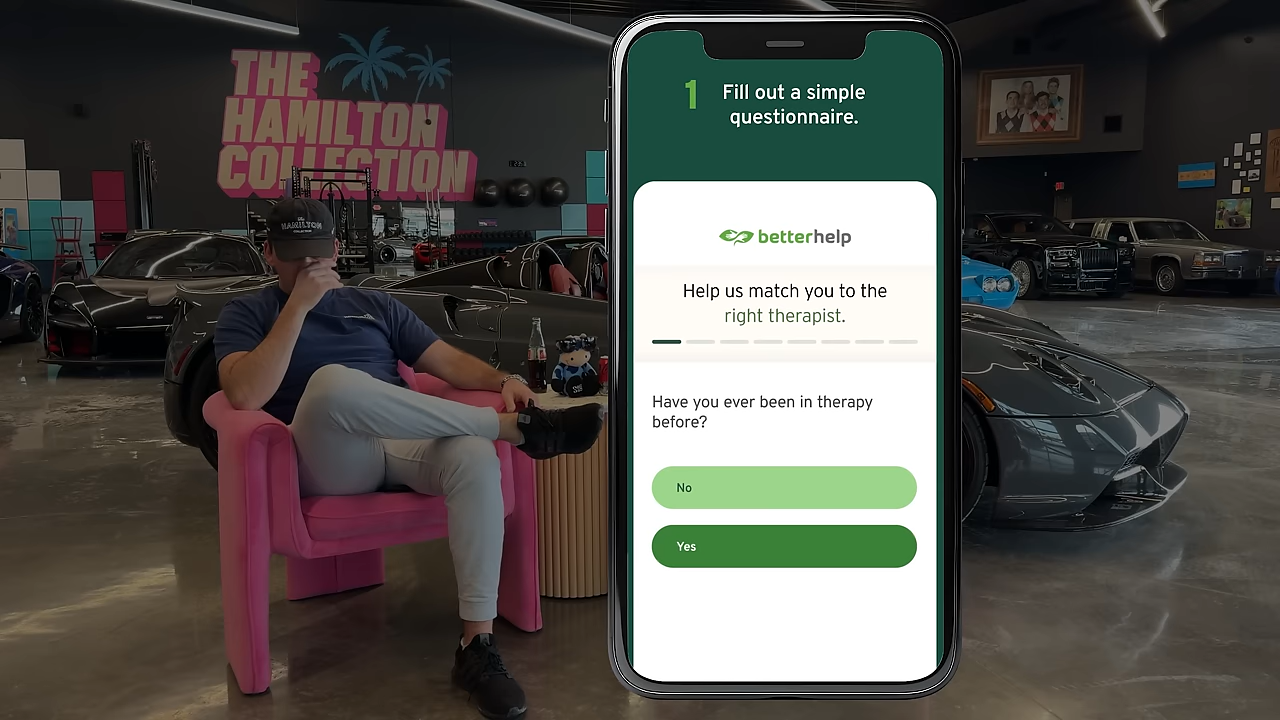 THE
HAMILTON
COLLECTION
HAMILTON
1
Fill out a simple
questionnaire.
betterhelp
Help us match you to the
right therapist.
Have you ever been in therapy
before?
No
Yes